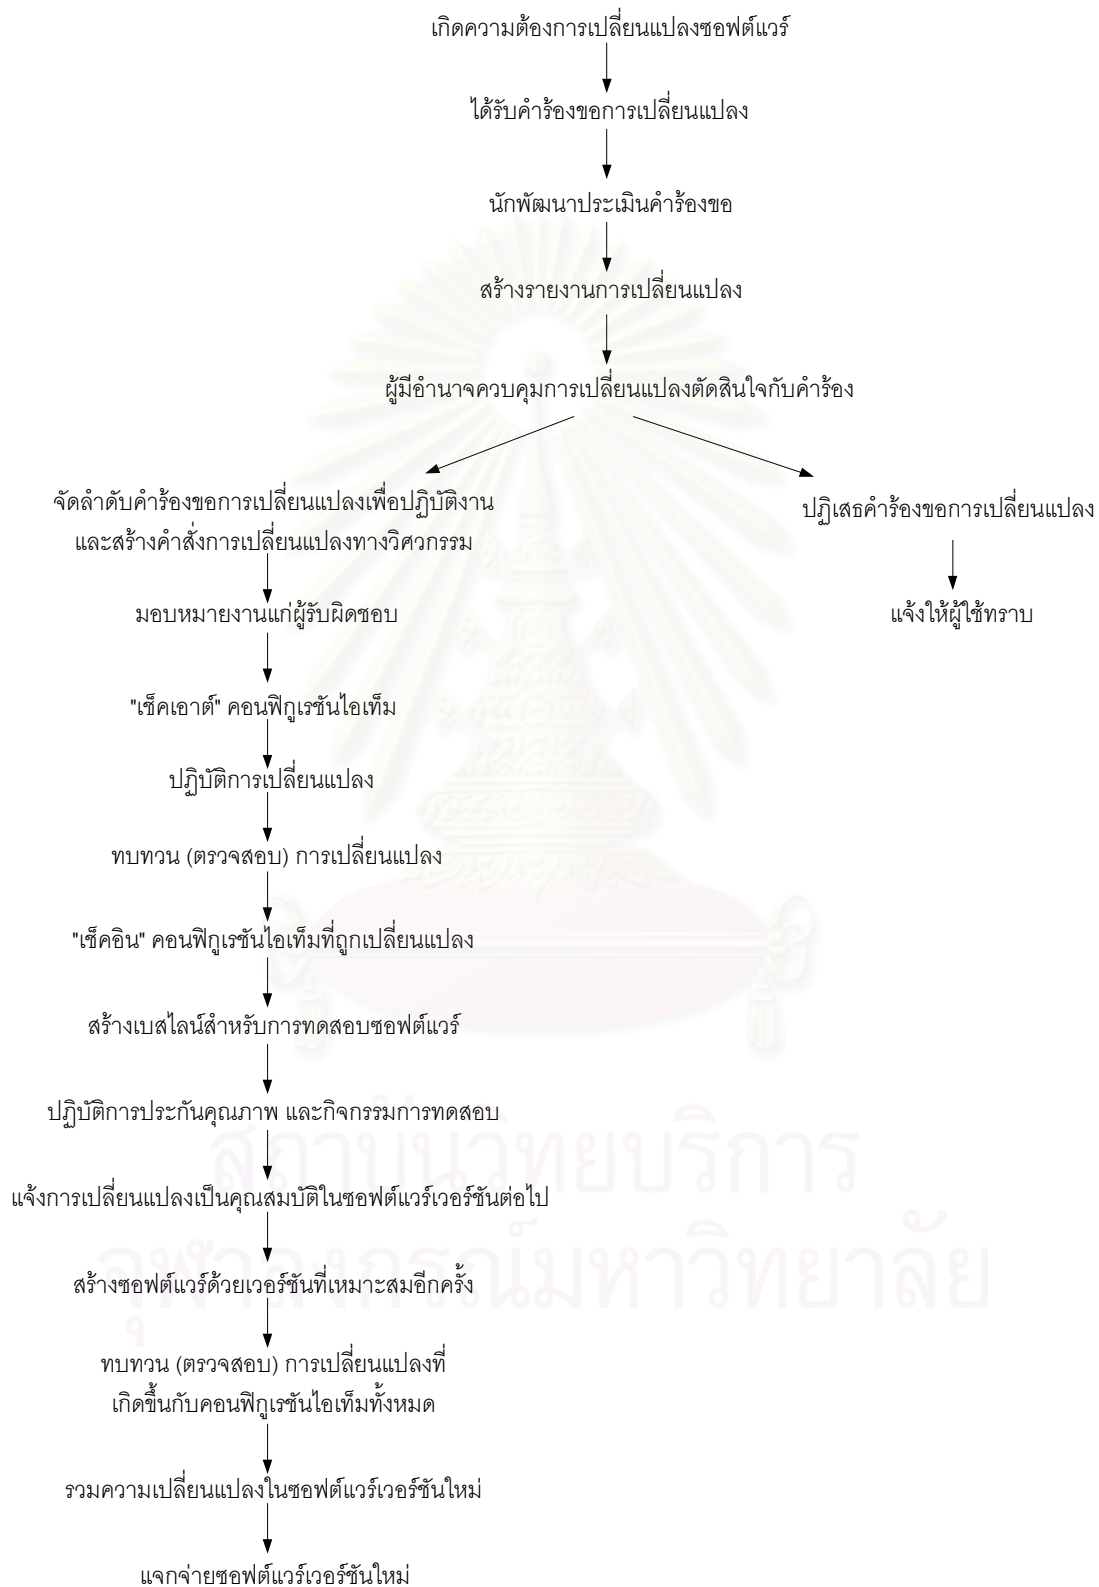 เกิดความต้องการเปลี่ยนแปลงซอฟต์แวร์
ได้รับคำร้องขอการเปลี่ยนแปลง
นักพัฒนาประเมินคำร้องขอ
สร้างรายงานการเปลี่ยนแปลง
ผู้มีอำนาจควบคุมการเปลี่ยนแปลงตัดสินใจกับคำร้อง
จัดลำดับคำร้องขอการเปลี่ยนแปลงเพื่อปฏิบัติงาน
และสร้างคำสั่งการเปลี่ยนแปลงทางวิศวกรรม
มอบหมายงานแก่ผู้รับผิดชอบ
"เช็คเอาต์" คอนฟิกูเรชันไอเท็ม
ปฏิบัติการเปลี่ยนแปลง
ทบทวน (ตรวจสอบ) การเปลี่ยนแปลง
"เช็คอิน" คอนฟิกูเรชันไอเท็มที่ถูกเปลี่ยนแปลง
สร้างเบสไลน์สำหรับการทดสอบซอฟต์แวร์
ปฏิบัติการประกันคุณภาพ และกิจกรรมการทดสอบ
แจ้งการเปลี่ยนแปลงเป็นคุณสมบัติในซอฟต์แวร์เวอร์ชันต่อไป
สร้างซอฟต์แวร์ด้วยเวอร์ชันที่เหมาะสมอีกครั้ง
ทบทวน (ตรวจสอบ) การเปลี่ยนแปลงที่
เกิดขึ้นกับคอนฟิกูเรชันไอเท็มทั้งหมด
รวมความเปลี่ยนแปลงในซอฟต์แวร์เวอร์ชันใหม่
แจกจ่ายซอฟต์แวร์เวอร์ชันใหม่
ปฏิเสธคำร้องขอการเปลี่ยนแปลง
แจ้งให้ผู้ใช้ทราบ
สถาบันวิทยบริการ
จุฬาลงกรณ์มหาวิทยาลัย